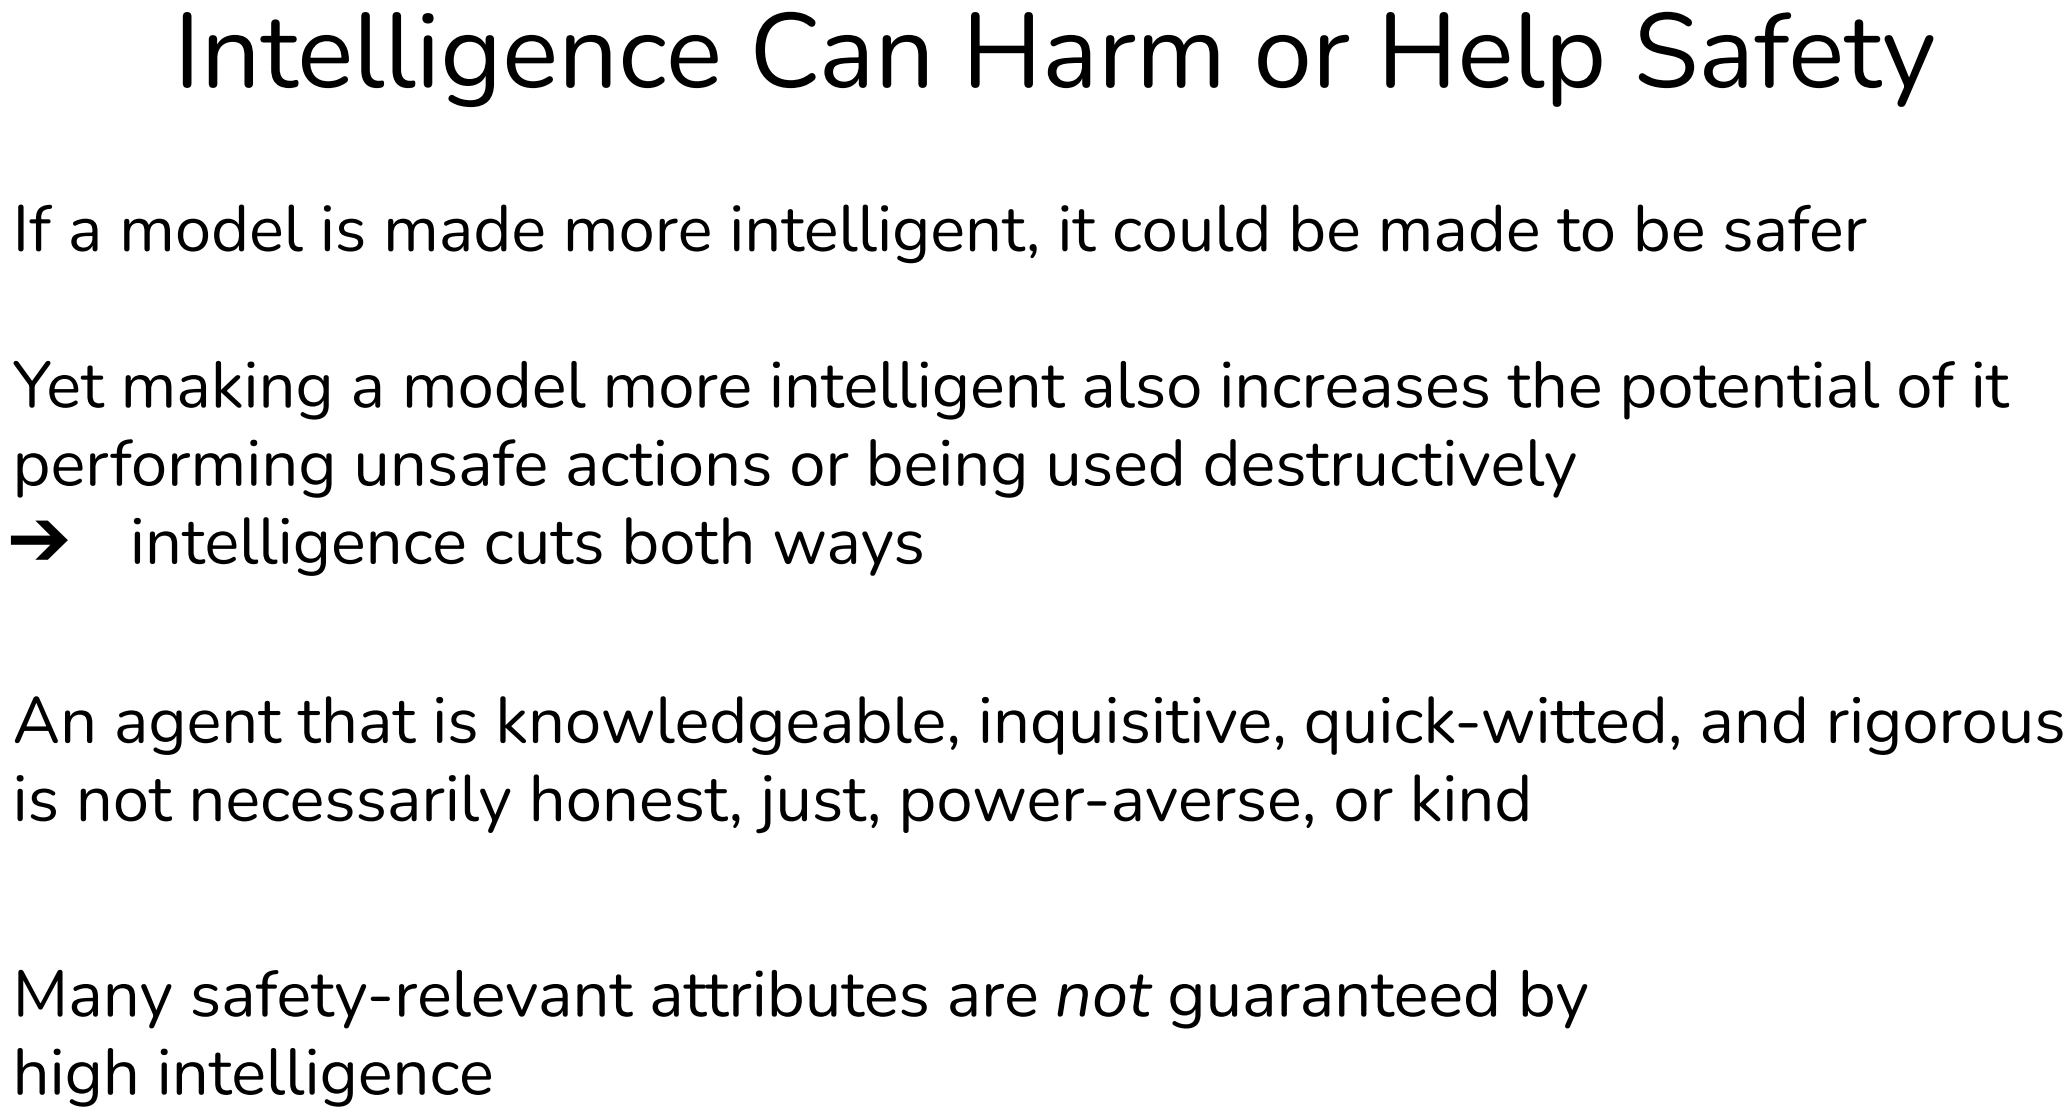 Intelligence Can Harm or Help Safety
If a model is made more intelligent, it could be made to be safer
Yet making a model more intelligent also increases the potential of it
performing unsafe actions or being used destructively
➔ intelligence cuts both ways
An agent that is knowledgeable, inquisitive, quick-witted, and rigorous
is not necessarily honest, just, power-averse, or kind
Many safety-relevant attributes are not guaranteed by
high intelligence